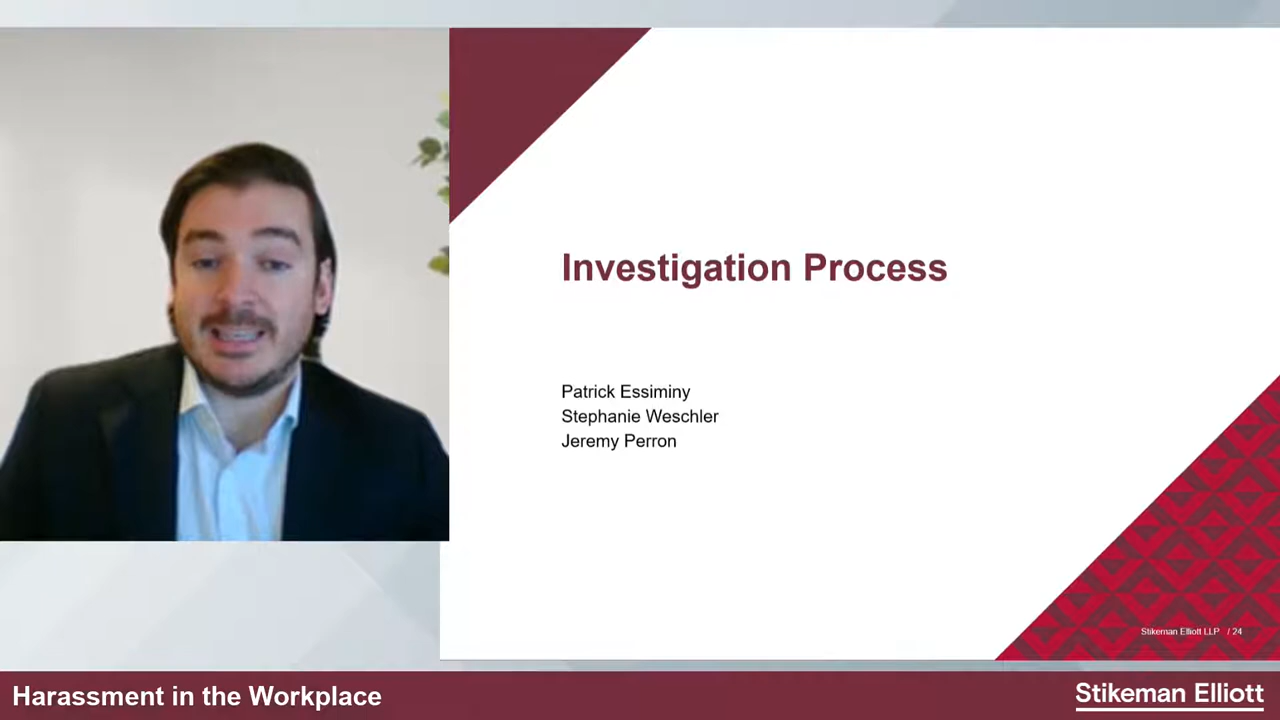 Investigation Process
Patrick Essiminy
Stephanie Weschler
Jeremy Perron
Stikeman Elliott LLP / 24
Harassment in the Workplace
Stikeman Elliott